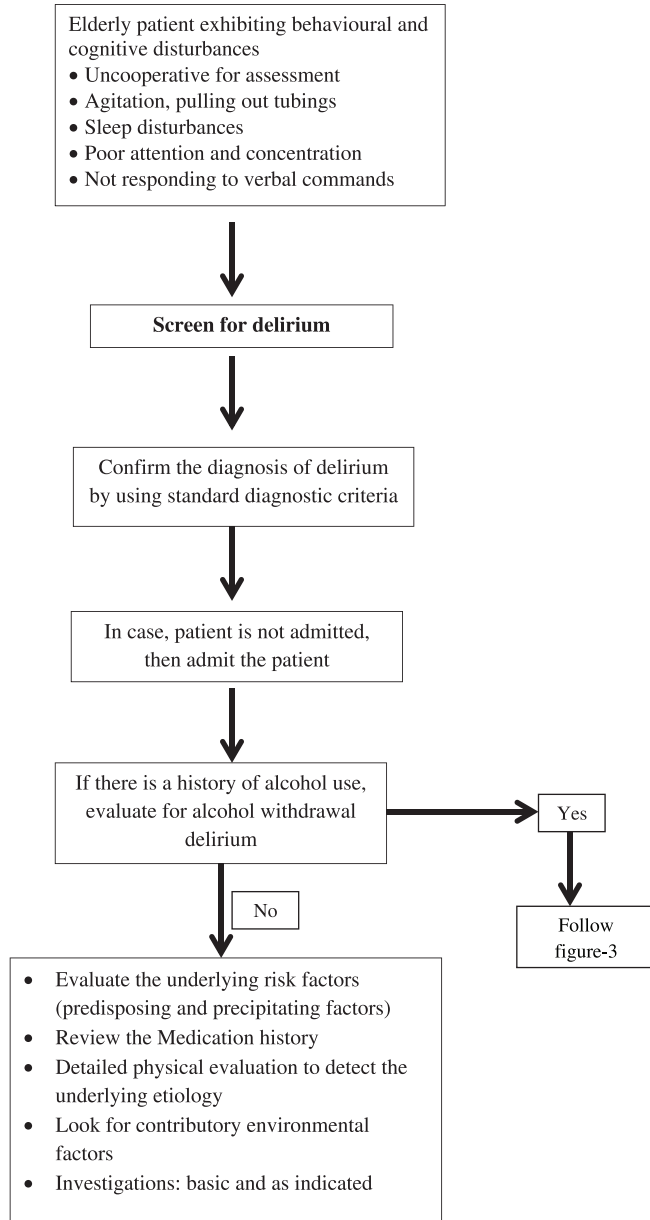 Elderly patient exhibiting behavioural and
cognitive disturbances
• Uncooperative for assessment
• Agitation, pulling out tubings
• Sleep disturbances
• Poor attention and concentration
• Not responding to verbal commands
Screen for delirium
Confirm the diagnosis of delirium
by using standard diagnostic criteria
In case, patient is not admitted,
then admit the patient
If there is a history of alcohol use,
evaluate for alcohol withdrawal
delirium
Yes
No
Follow
figure-3
• Evaluate the underlying risk factors
(predisposing and precipitating factors)
• Review the Medication history
• Detailed physical evaluation to detect the
underlying etiology
• Look for contributory environmental
factors
• Investigations: basic and as indicated